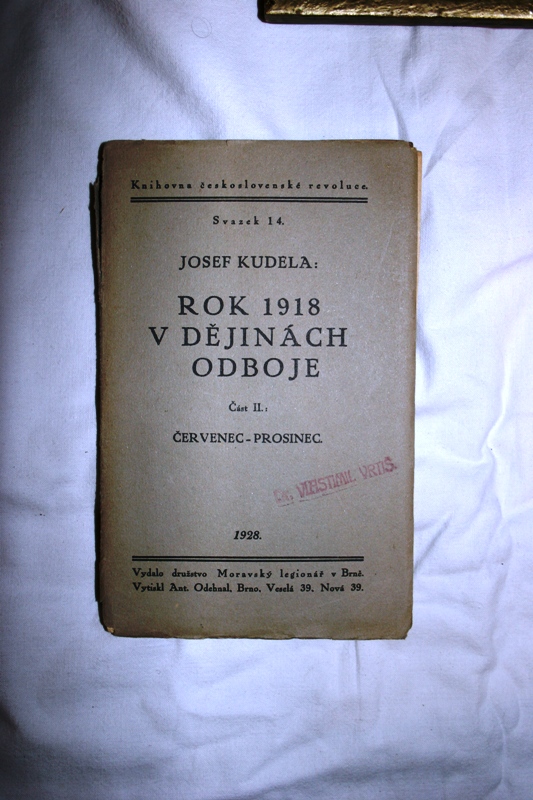 Knihovna československé revoluce.
Svazek 14.
JOSEF KUDELA:
ROK 1918
V DĚJINÁCH
ODBOJE
Část II.:
ČERVENEC-PROSINEC.
VLASTIMIL
1928.
Vydalo družstvo Moravský legionář v Brně.
Vytiskl Ant. Odehnal, Brno, Veselá 39, Nová 39.